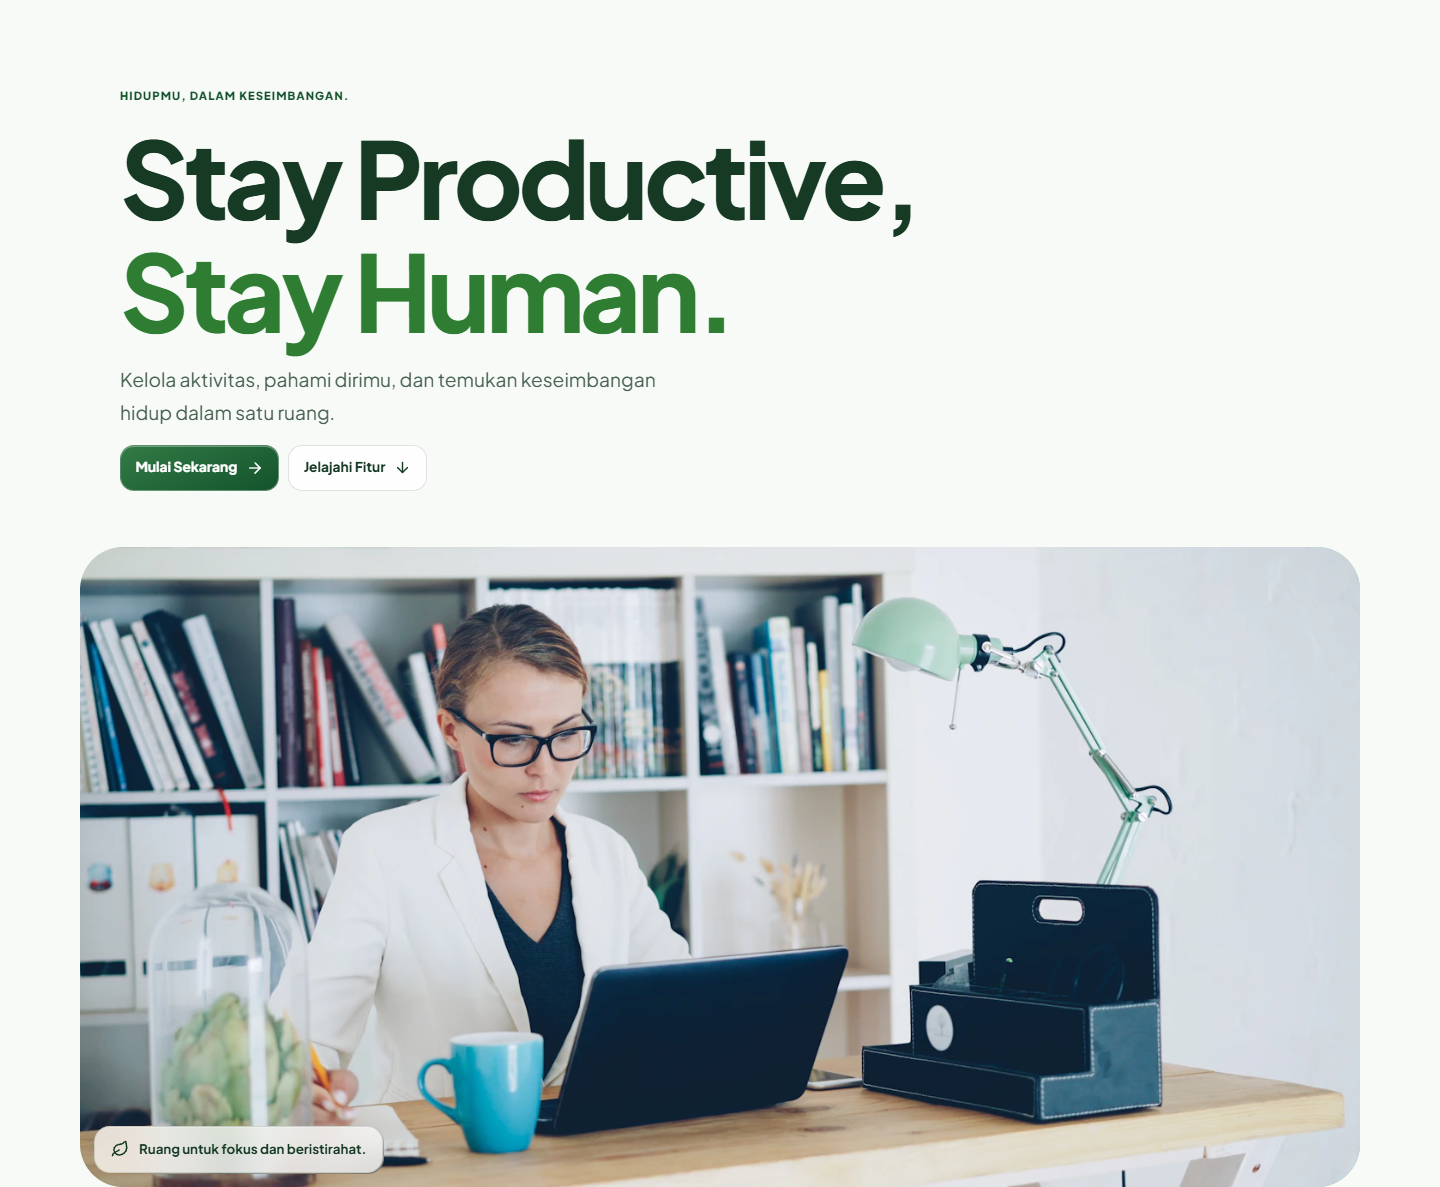 HIDUPMU, DALAM KESEIMBANGAN.
Stay Productive,
Stay Human.
Kelola aktivitas, pahami dirimu, dan temukan keseimbangan
hidup dalam satu ruang.
Mulai Sekarang →
Jelajahi Fitur ↓
Ruang untuk fokus dan beristirahat.